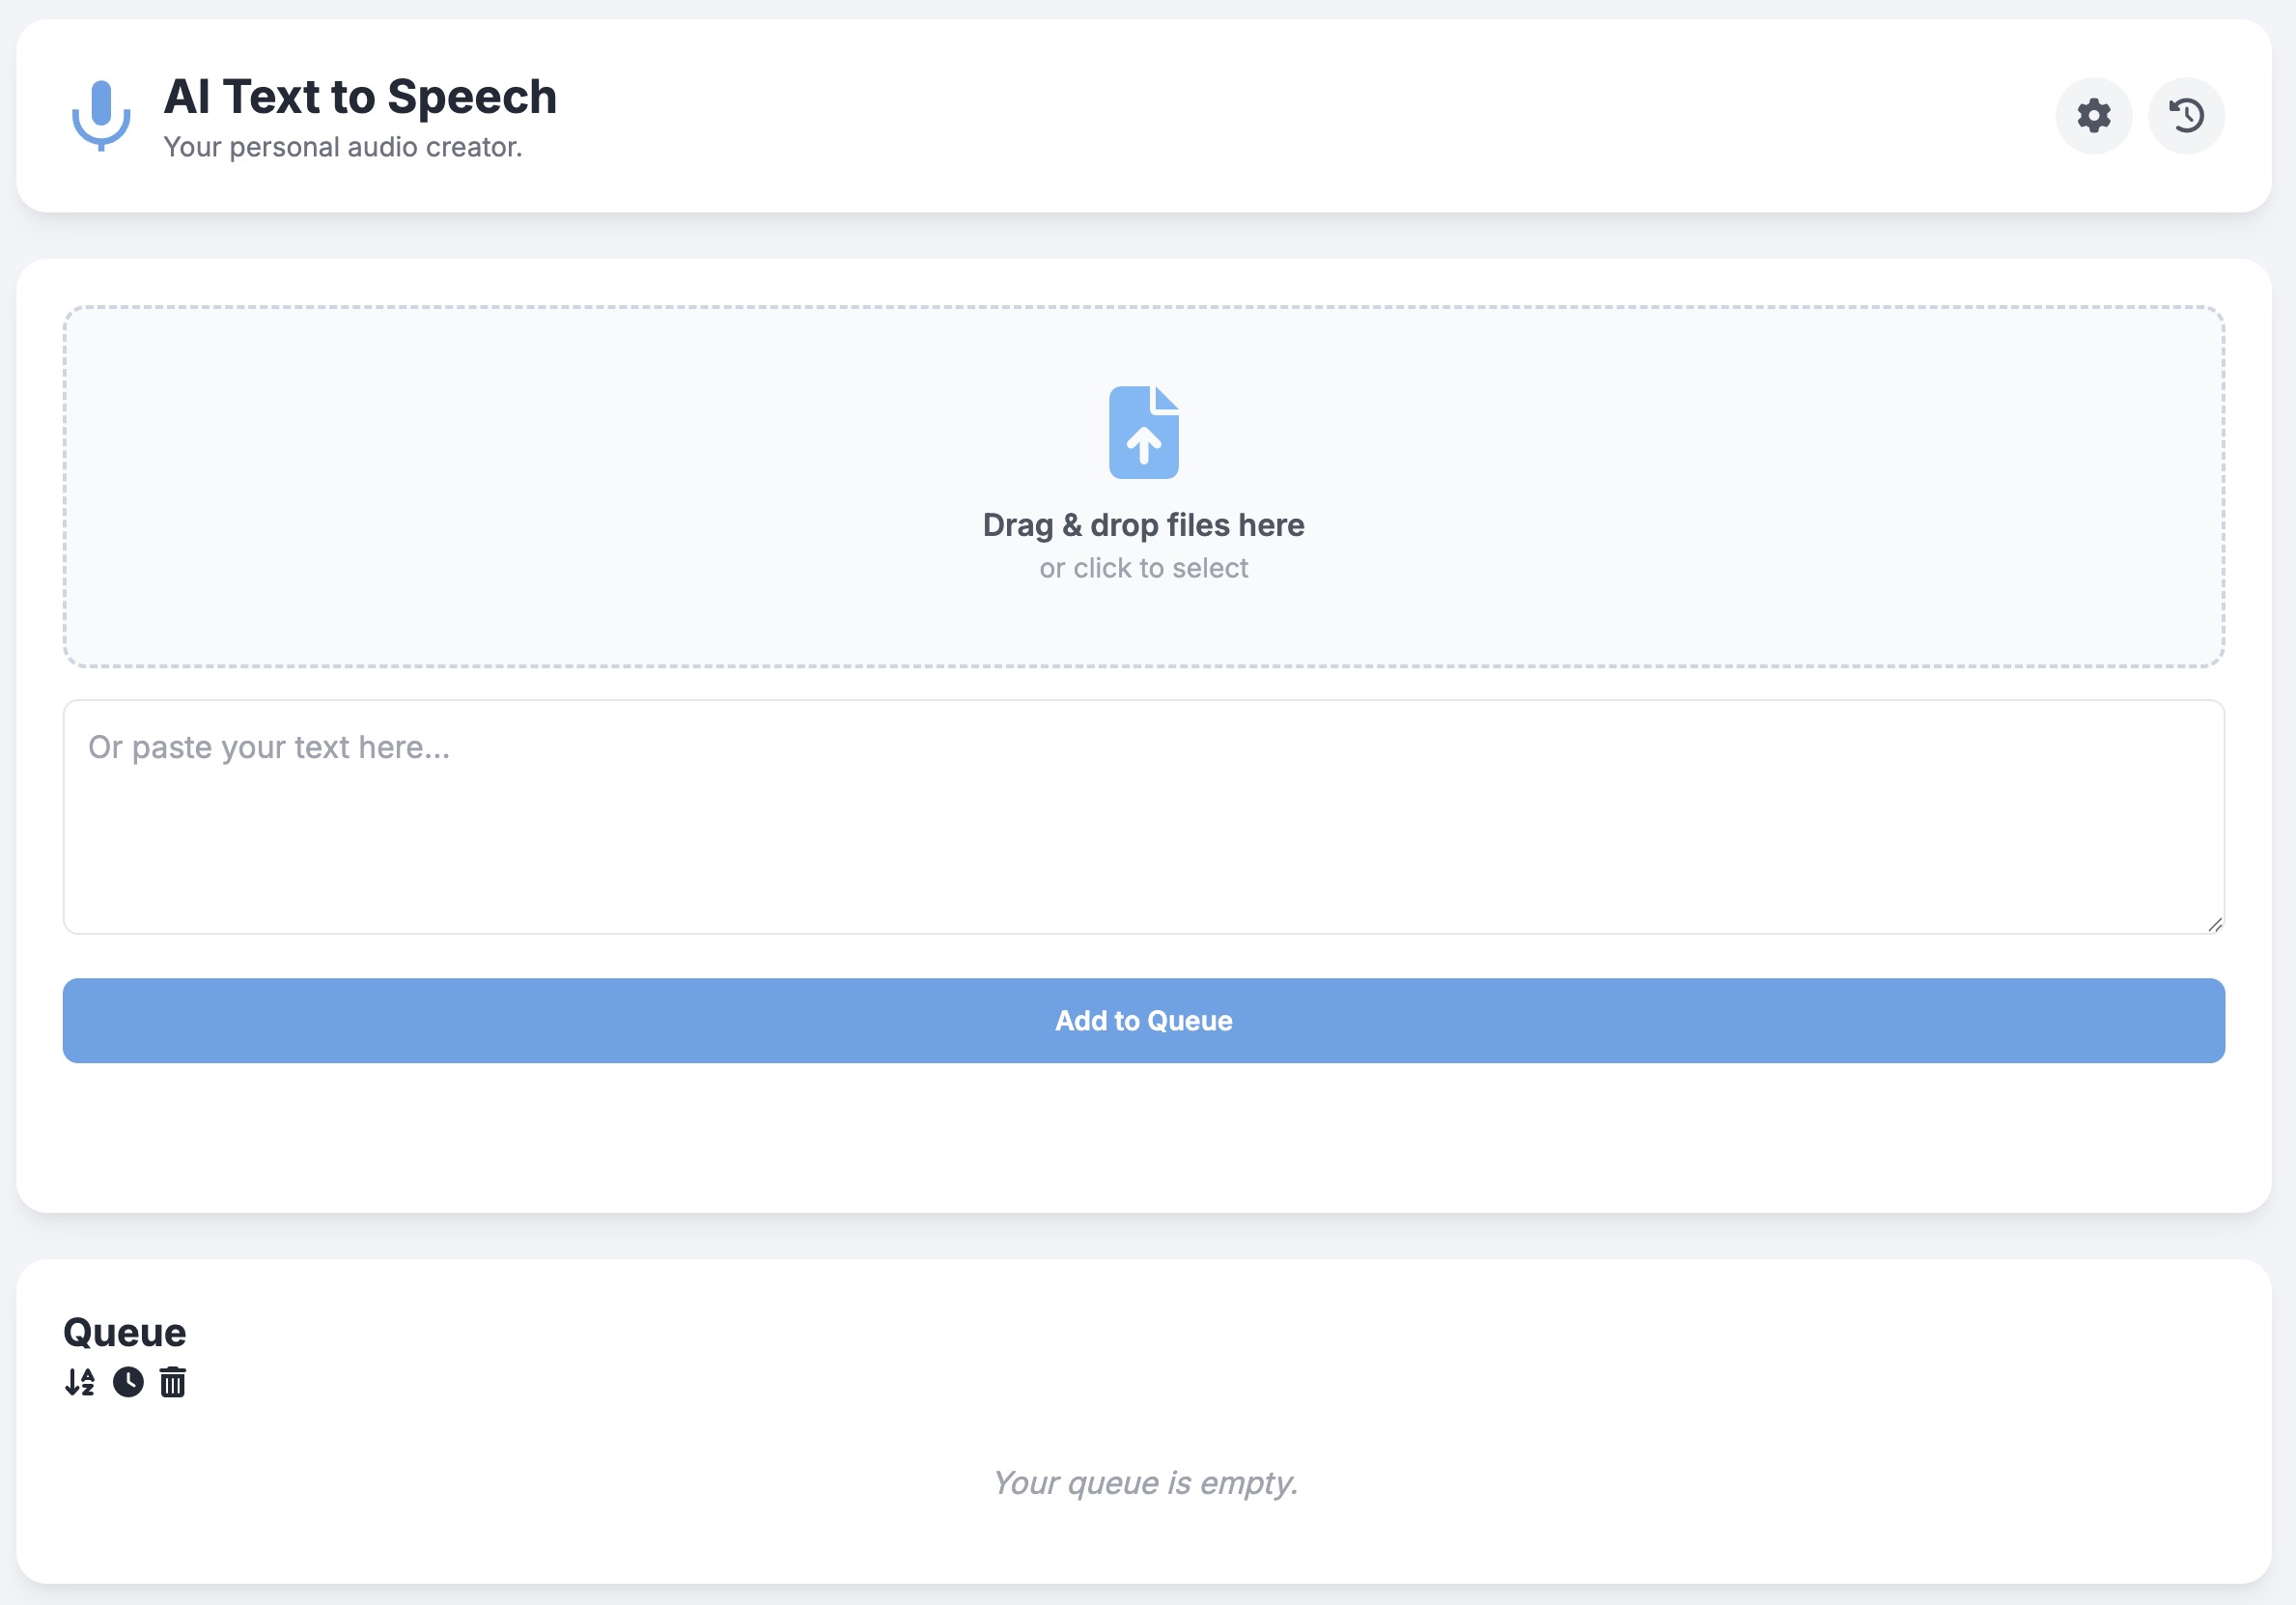 AI Text to Speech
Your personal audio creator.
Drag & drop files here
or click to select
Or paste your text here...
Add to Queue
Queue
Your queue is empty.